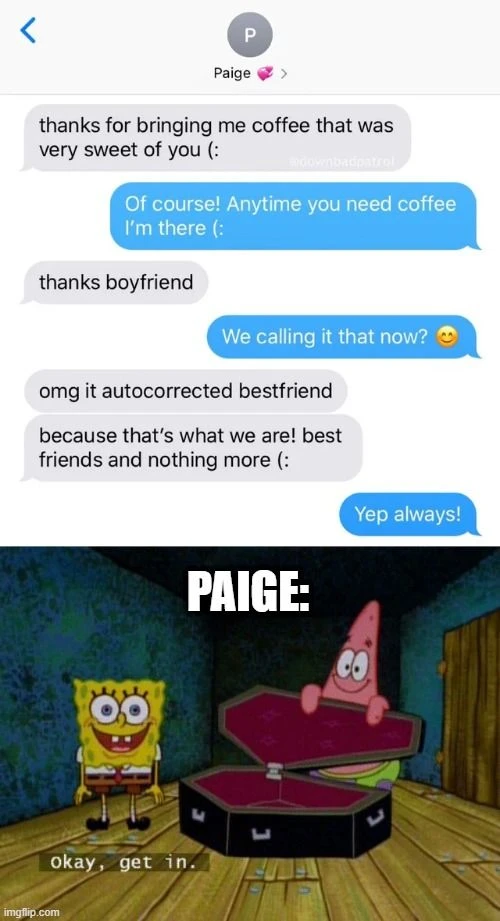 P
Paige 💞 >
thanks for bringing me coffee that was
very sweet of you (:
@downbadpatrol
Of course! Anytime you need coffee
I'm there (:
thanks boyfriend
We calling it that now? 😊
omg it autocorrected bestfriend
because that's what we are! best
friends and nothing more (:
Yep always!
PAIGE:
Okay, get in.
imgflip.com